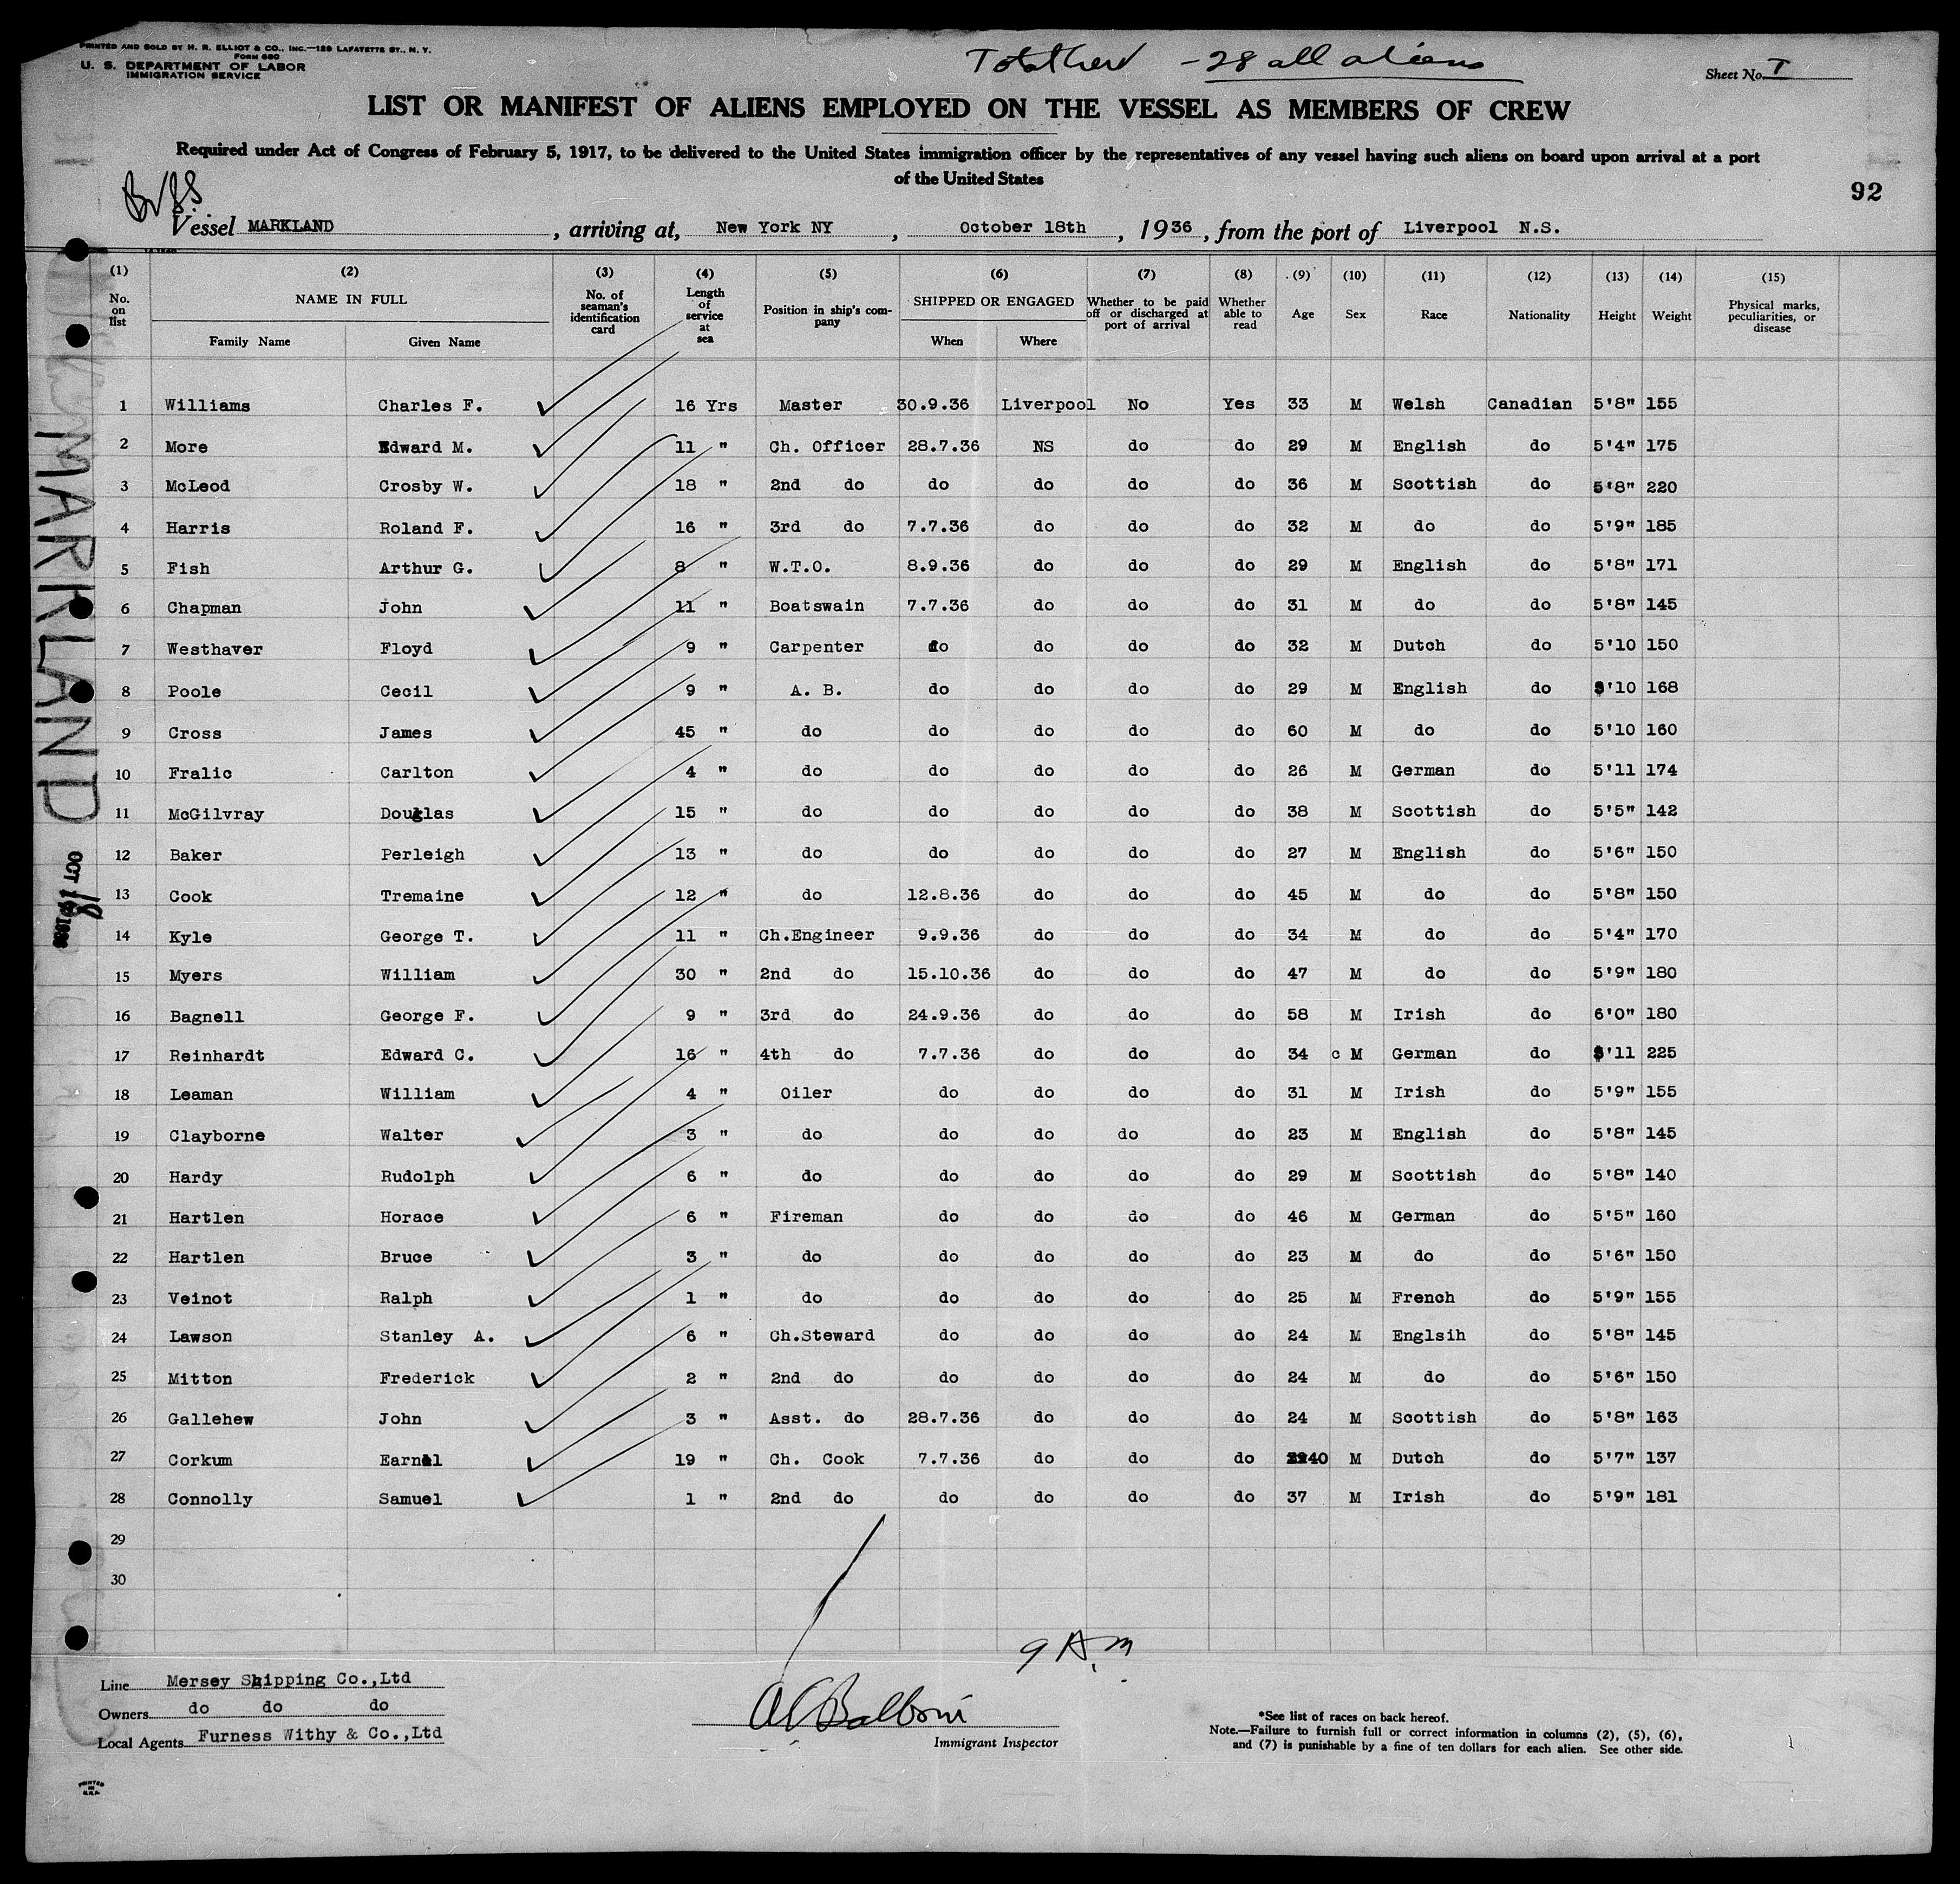 PRINTED AND SOLD BY H. R. ELLIOT & CO., INC.—129 LAFAYETTE ST., N. Y.
FORM 680
U. S. DEPARTMENT OF LABOR
IMMIGRATION SERVICE
- 28 all aliens
Sheet No. I
LIST OR MANIFEST OF ALIENS EMPLOYED ON THE VESSEL AS MEMBERS OF CREW
Required under Act of Congress of February 5, 1917, to be delivered to the United States immigration officer by the representatives of any vessel having such aliens on board upon arrival at a port
of the United States
92
Vessel MARKLAND, arriving at, New York NY, October 18th, 1936, from the port of Liverpool N.S.
(1) (2) (3) (4) (5) (6) (7) (8) (9) (10) (11) (12) (13) (14) (15)
No. on list NAME IN FULL Family Name Given Name No. of seaman's identification card Length of service at sea Position in ship's company SHIPPED OR ENGAGED When Where Whether to be paid off or discharged at port of arrival Whether able to read Age Sex Race Nationality Height Weight Physical marks, peculiarities, or disease
1 Williams Charles F. 16 Yrs Master 30.9.36 Liverpool No Yes 33 M Welsh Canadian 5'8" 155
2 More Edward M. 11 " Ch. Officer 28.7.36 NS do do 29 M English do 5'4" 175
3 McLeod Crosby W. 18 " 2nd do do do do do 36 M Scottish do 5'8" 220
4 Harris Roland F. 16 " 3rd do 7.7.36 do do do 32 M do do 5'9" 185
5 Fish Arthur G. 8 " W.T.O. 8.9.36 do do do 29 M English do 5'8" 171
6 Chapman John 11 " Boatswain 7.7.36 do do do 31 M do do 5'8" 145
7 Westhaver Floyd 9 " Carpenter do do do do 32 M Dutch do 5'10 150
8 Poole Cecil 9 " A. B. do do do do 29 M English do 5'10 168
9 Cross James 45 " do do do do do 60 M do do 5'10 160
10 Fralic Carlton 4 " do do do do do 26 M German do 5'11 174
11 McGilvray Douglas 15 " do do do do do 38 M Scottish do 5'5" 142
12 Baker Perleigh 13 " do do do do do 27 M English do 5'6" 150
13 Cook Tremaine 12 " do 12.8.36 do do do 45 M do do 5'8" 150
14 Kyle George T. 11 " Ch.Engineer 9.9.36 do do do 34 M do do 5'4" 170
15 Myers William 30 " 2nd do 15.10.36 do do do 47 M do do 5'9" 180
16 Bagnell George F. 9 " 3rd do 24.9.36 do do do 58 M Irish do 6'0" 180
17 Reinhardt Edward C. 16 " 4th do 7.7.36 do do do 34 c M German do 5'11 225
18 Leaman William 4 " Oiler do do do do 31 M Irish do 5'9" 155
19 Clayborne Walter 3 " do do do do do 23 M English do 5'8" 145
20 Hardy Rudolph 6 " do do do do do 29 M Scottish do 5'8" 140
21 Hartlen Horace 6 " Fireman do do do do 46 M German do 5'5" 160
22 Hartlen Bruce 3 " do do do do do 23 M do do 5'6" 150
23 Veinot Ralph 1 " do do do do do 25 M French do 5'9" 155
24 Lawson Stanley A. 6 " Ch.Steward do do do do 24 M Englsih do 5'8" 145
25 Mitton Frederick 2 " 2nd do do do do do 24 M do do 5'6" 150
26 Gallehew John 3 " Asst. do 28.7.36 do do do 24 M Scottish do 5'8" 163
27 Corkum 19 " Ch. Cook 7.7.36 do do do 40 M Dutch do 5'7" 137
28 Connolly Samuel 1 " 2nd do do do do do 37 M Irish do 5'9" 181
29
30
MARKLAND
OCT 18 1936
9 A.M
Line Mersey Shipping Co.,Ltd
Owners do do do
Local Agents Furness Withy & Co.,Ltd
Immigrant Inspector
*See list of races on back hereof.
Note.—Failure to furnish full or correct information in columns (2), (5), (6),
and (7) is punishable by a fine of ten dollars for each alien. See other side.
PRINTED
IN
U.S.A.